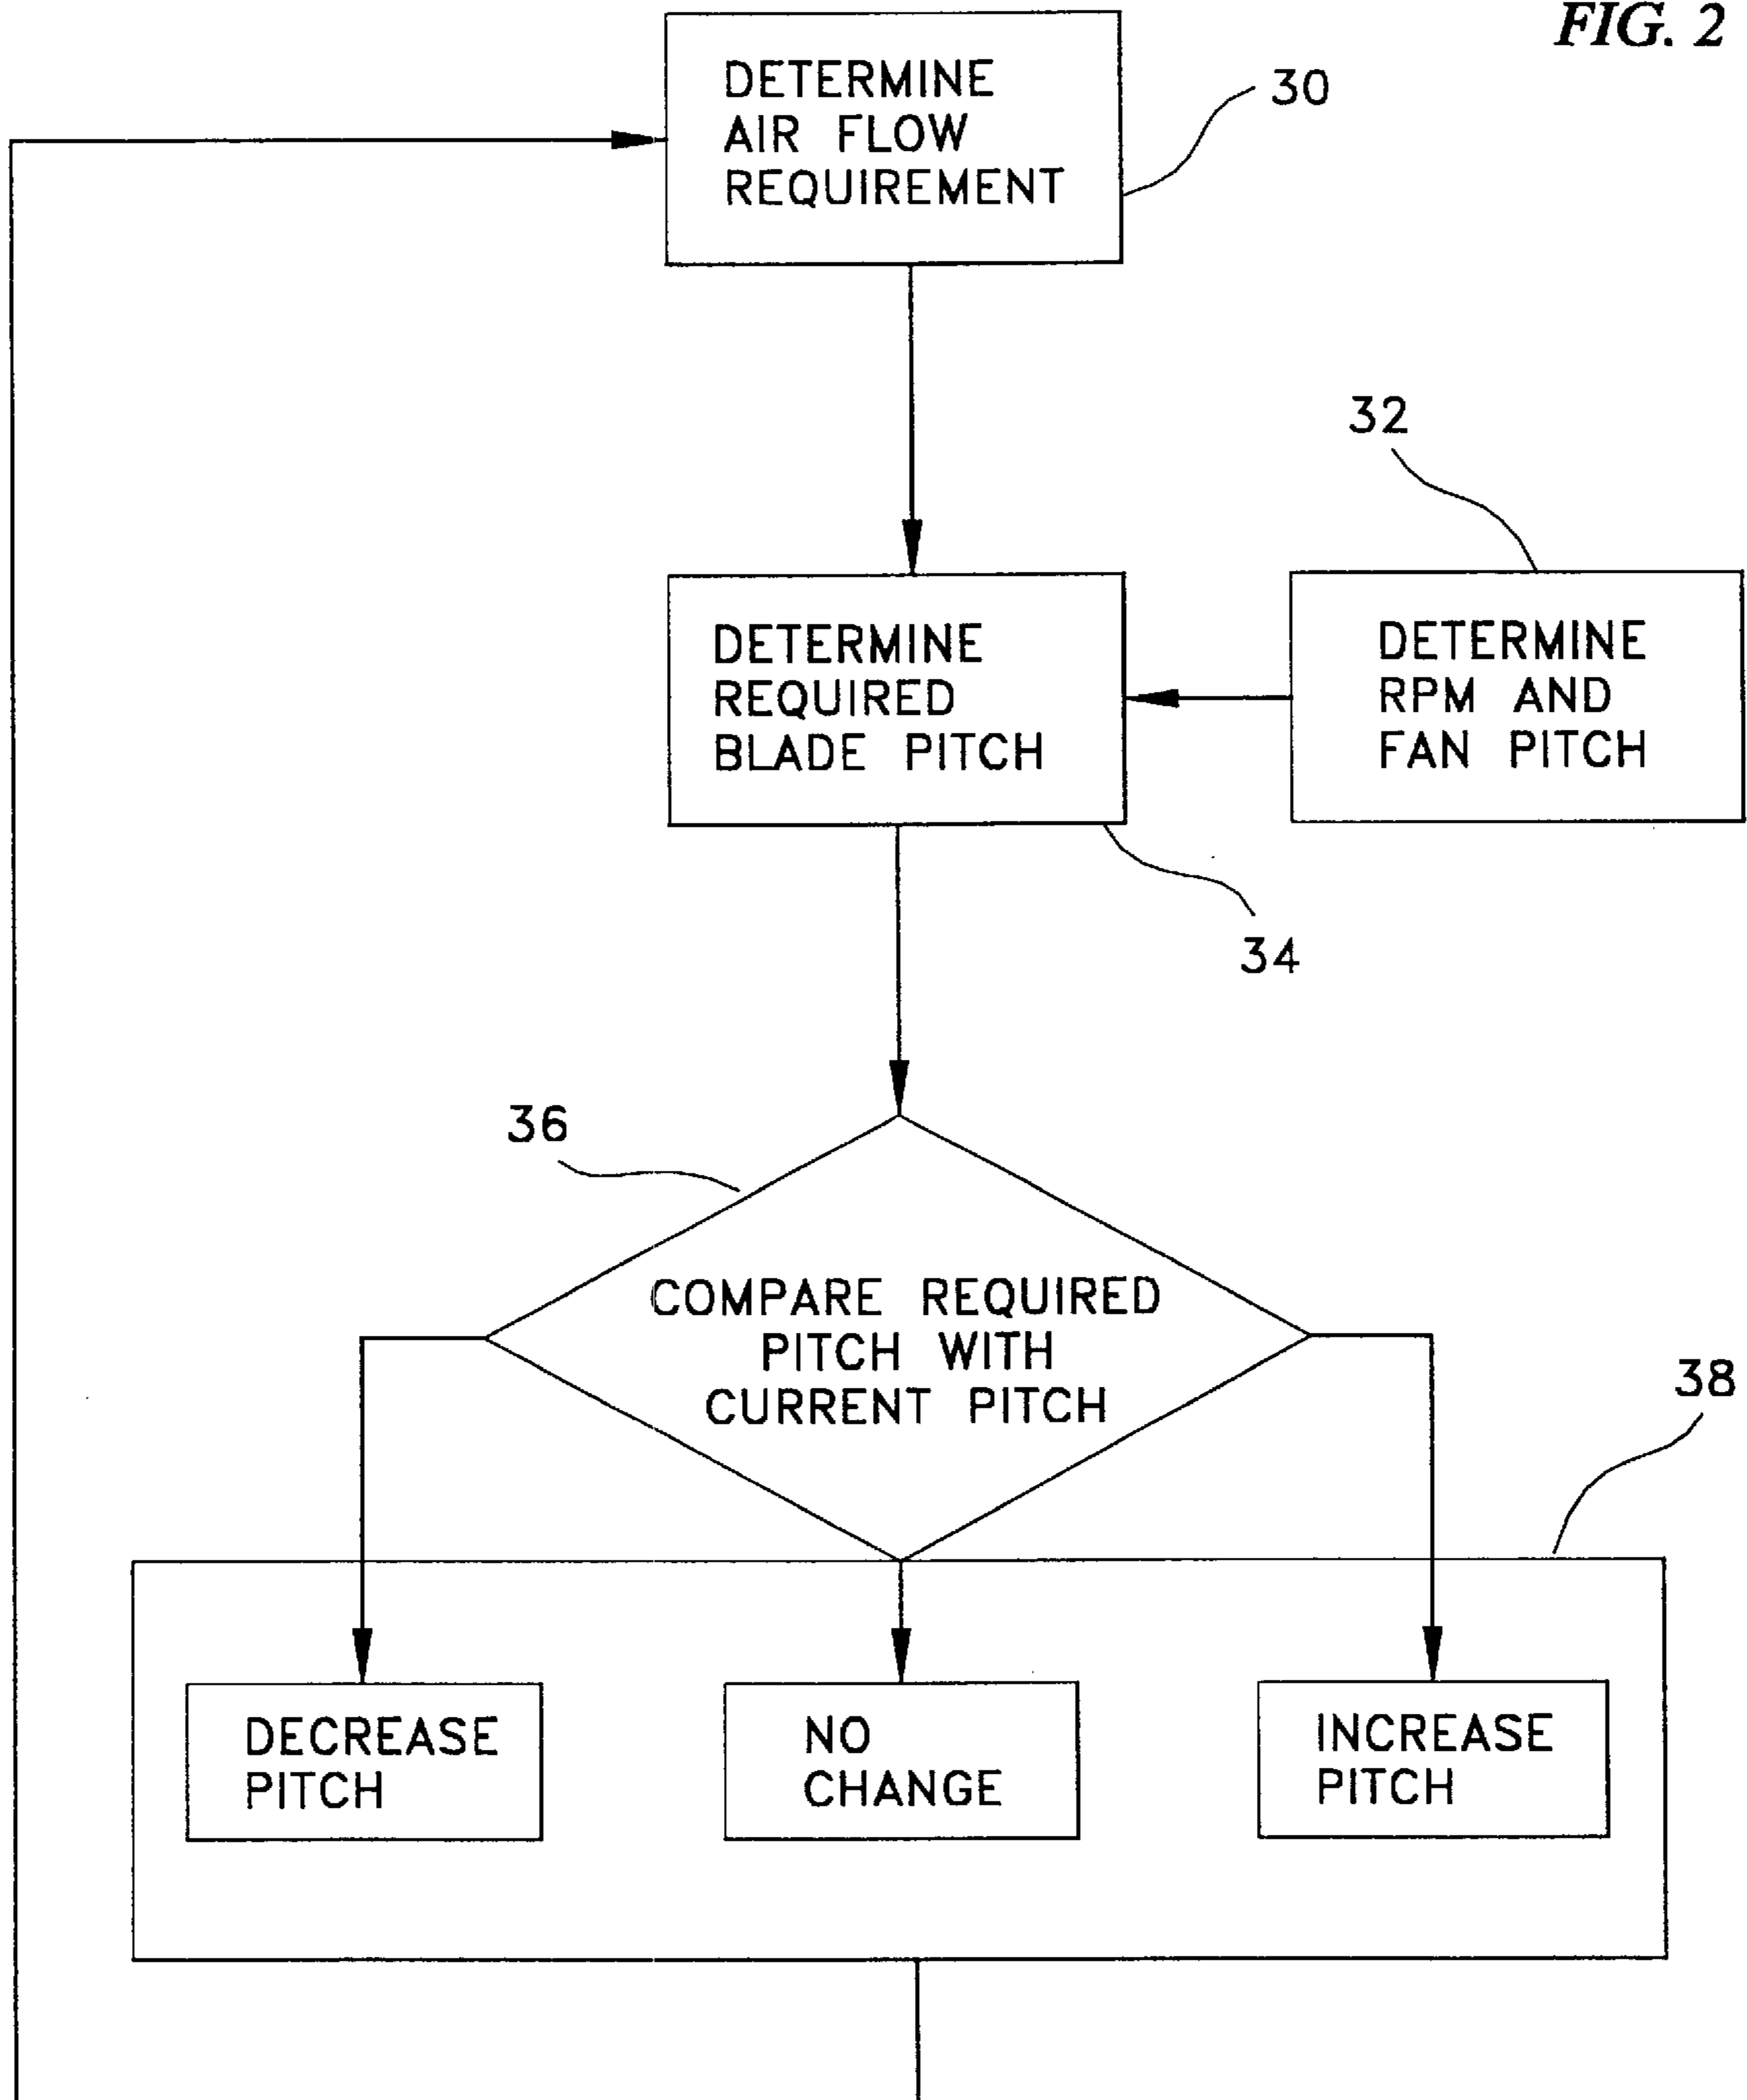 FIG. 2
DETERMINE
AIR FLOW
REQUIREMENT
30
32
DETERMINE
REQUIRED
BLADE PITCH
DETERMINE
RPM AND
FAN PITCH
34
36
COMPARE REQUIRED
PITCH WITH
CURRENT PITCH
38
DECREASE
PITCH
NO
CHANGE
INCREASE
PITCH